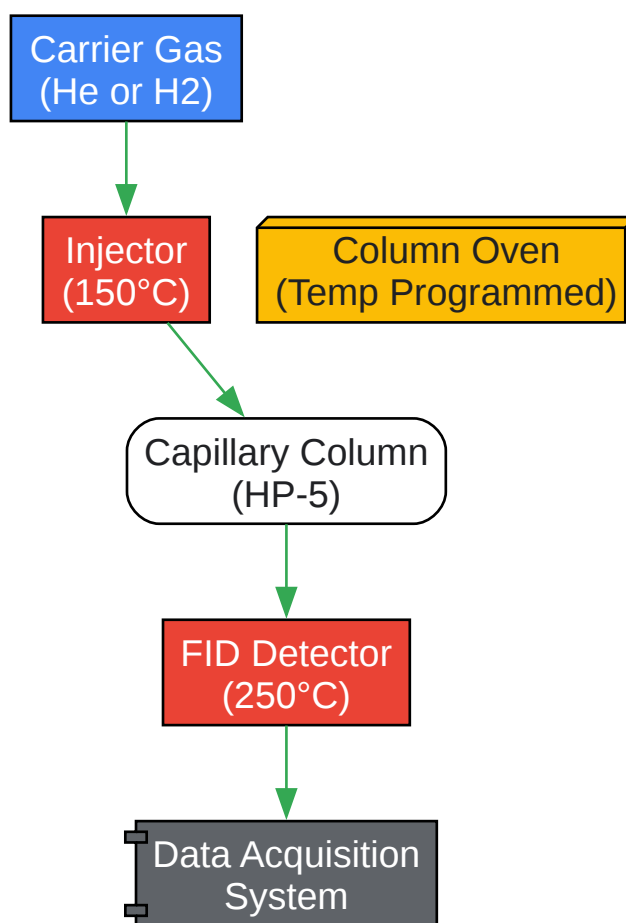 Carrier Gas
(He or H2)
Injector
(150°C)
Column Oven
(Temp Programmed)
Capillary Column
(HP-5)
FID Detector
(250°C)
Data Acquisition
System